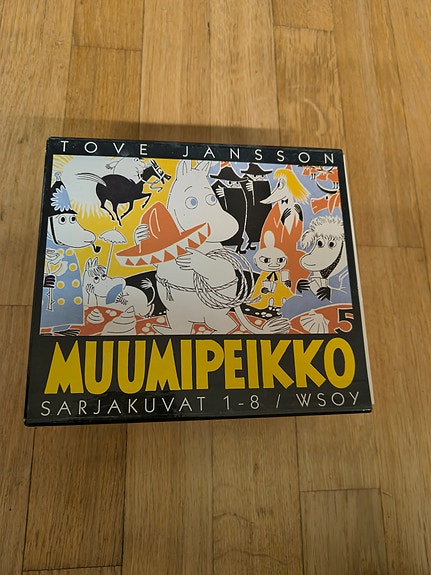 TOVE JANSSON
5
MUUMIPEIKKO
SARJAKUVAT 1-8 / WSOY